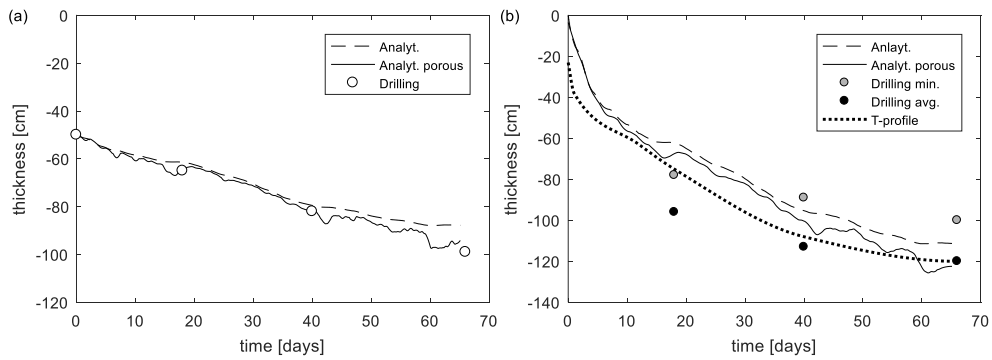 (a)
0
-20
-40
-60
-80
-100
-120
thickness [cm]
Analyt.
Analyt. porous
Drilling
0 10 20 30 40 50 60 70
time [days]
(b)
0
-20
-40
-60
-80
-100
-120
-140
thickness [cm]
Anlayt.
Analyt. porous
Drilling min.
Drilling avg.
T-profile
0 10 20 30 40 50 60 70
time [days]